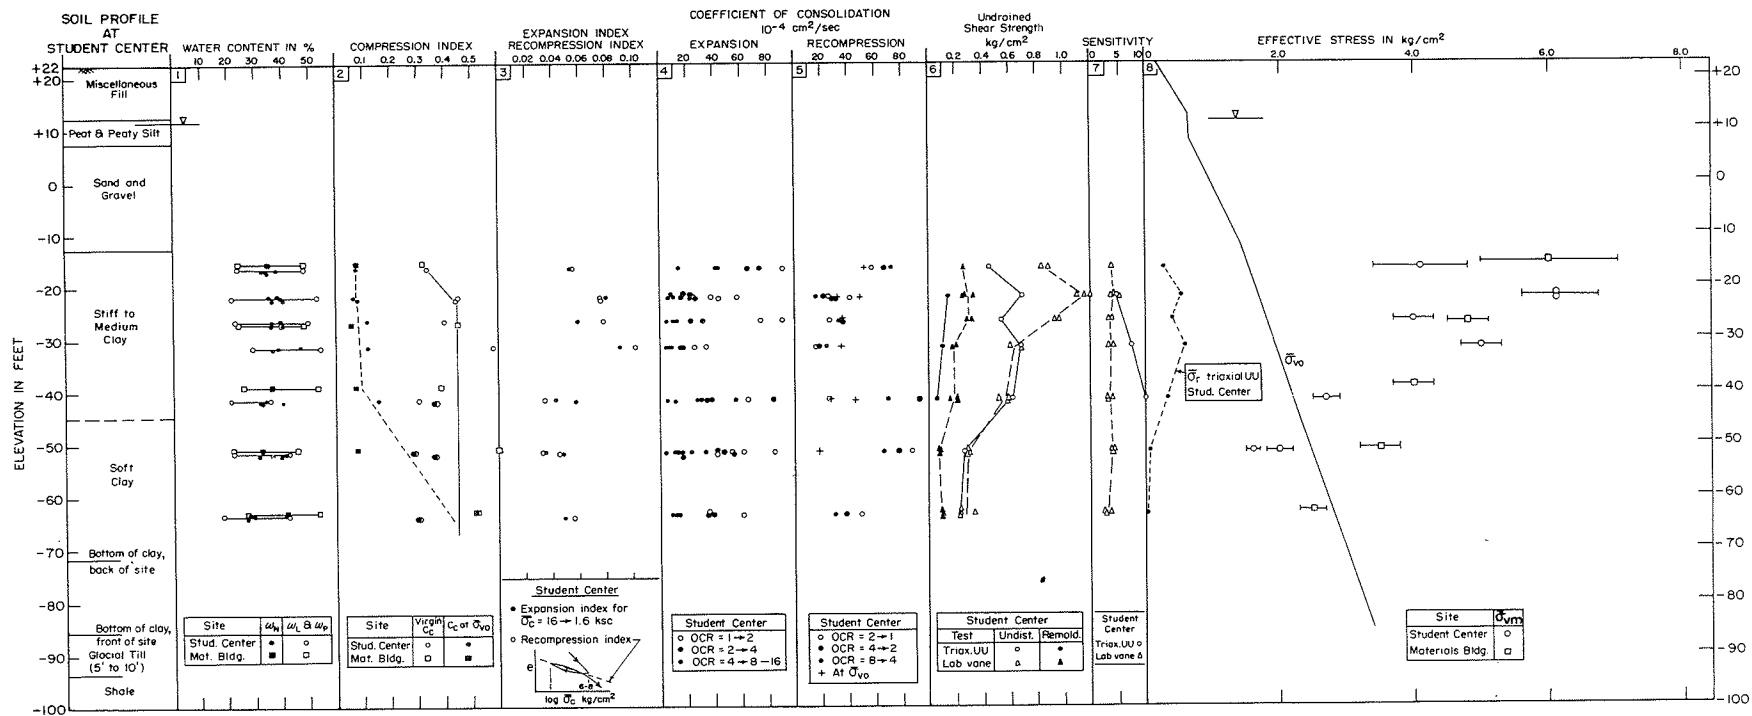 SOIL PROFILE
AT
STUDENT CENTER
WATER CONTENT IN %
10 30 50
COMPRESSION INDEX
0.1 0.2 0.3 0.4 0.5
EXPANSION INDEX
RECOMPRESSION INDEX
0.02 0.04 0.06 0.08 0.10
COEFFICIENT OF CONSOLIDATION
10⁻⁴ cm²/sec
EXPANSION
20 40 60 80
RECOMPRESSION
20 40 60 80
Undrained
Shear Strength
kg/cm²
0.2 0.4 0.6 0.8 1.0
SENSITIVITY
0 5 10
EFFECTIVE STRESS IN kg/cm²
0 2.0 4.0 6.0 8.0
1 2 3 4 5 6 7 8
ELEVATION IN FEET
+22
+20
+10
0
-10
-20
-30
-40
-50
-60
-70
-80
-90
-100
Miscellaneous
Fill
Peat & Peaty Silt
Sand and
Gravel
Stiff to
Medium
Clay
Soft
Clay
Bottom of clay,
back of site
Bottom of clay,
front of site
Glacial Till
(5' to 10')
Shale
Site ωN ωL & ωP
Stud. Center
Mat. Bldg.
Site Virgin Cc Cc at σ̅vo
Stud. Center
Mat. Bldg.
Student Center
Expansion index for
σ̅c = 16 → 1.6 ksc
Recompression index
e
6-8
log σ̅c kg/cm²
Student Center
OCR = 1→2
OCR = 2→4
OCR = 4→8-16
Student Center
OCR = 2→1
OCR = 4→2
OCR = 8→4
+ At σ̅vo
Student Center
Test Undist. Remold.
Triax.UU
Lab vane
Student
Center
Triax.UU
Lab vane
σ̅r triaxial UU
Stud. Center
σ̅vo
Site σ̅vm
Student Center
Materials Bldg.
+20
+10
0
-10
-20
-30
-40
-50
-60
-70
-80
-90
-100